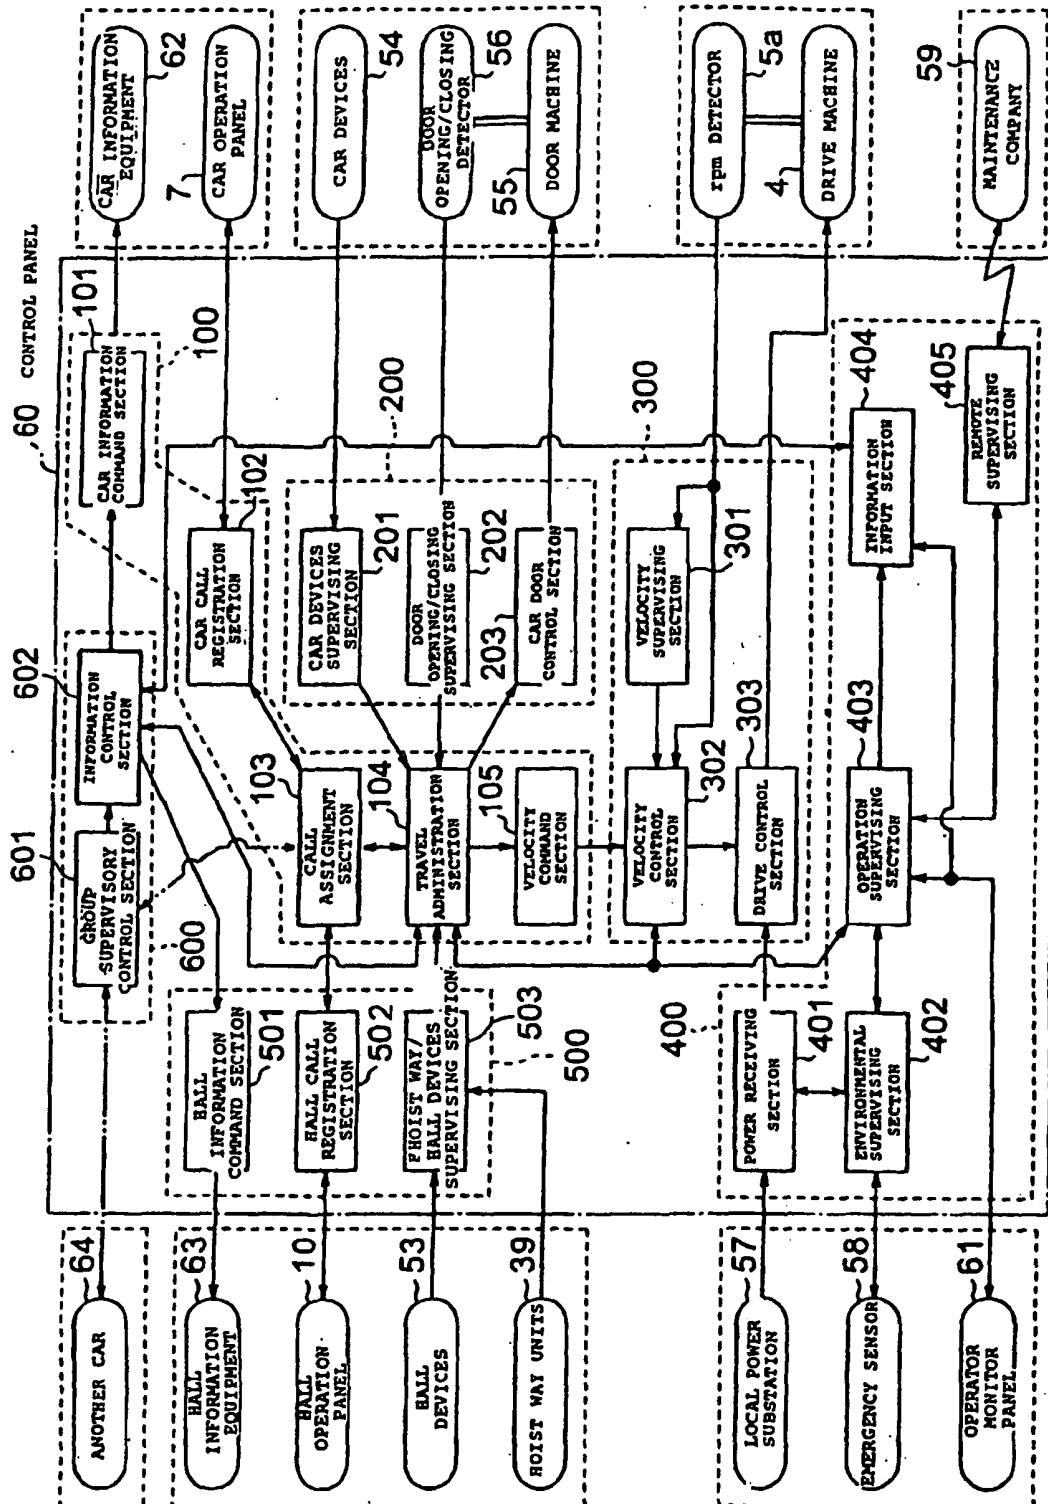 60 CONTROL PANEL
ANOTHER CAR
64
HALL
INFORMATION
EQUIPMENT
63
HALL
OPERATION
PANEL
10
HALL
DEVICES
53
HOIST WAY UNITS
39
LOCAL POWER
SUBSTATION
57
EMERGENCY SENSOR
58
OPERATOR
MONITOR
PANEL
61
GROUP
SUPERVISORY
CONTROL SECTION
601
INFORMATION
CONTROL
SECTION
602
600
CAR INFORMATION
COMMAND SECTION
101
100
HALL
INFORMATION
COMMAND SECTION
501
HALL CALL
REGISTRATION
SECTION
502
PHOIST WAY/
HALL DEVICES
SUPERVISING SECTION
503
500
CAR CALL
REGISTRATION
SECTION
102
CALL
ASSIGNMENT
SECTION
103
TRAVEL
ADMINISTRATION
SECTION
104
VELOCITY
COMMAND
SECTION
105
CAR DEVICES
SUPERVISING
SECTION
201
DOOR
OPENING/CLOSING
SUPERVISING SECTION
202
CAR DOOR
CONTROL SECTION
203
200
VELOCITY
SUPERVISING
SECTION
301
VELOCITY
CONTROL
SECTION
302
DRIVE CONTROL
SECTION
303
300
POWER RECEIVING
SECTION
401
ENVIRONMENTAL
SUPERVISING
SECTION
402
400
OPERATION
SUPERVISING
SECTION
403
INFORMATION
INPUT SECTION
404
REMOTE
SUPERVISING
SECTION
405
CAR INFORMATION
EQUIPMENT
62
CAR OPERATION
PANEL
7
CAR DEVICES
54
DOOR
OPENING/CLOSING
DETECTOR
56
DOOR MACHINE
55
rpm DETECTOR
5a
DRIVE MACHINE
4
MAINTENANCE
COMPANY
59